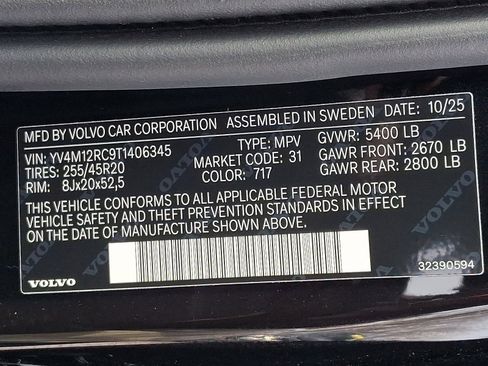 MFD BY VOLVO CAR CORPORATION ASSEMBLED IN SWEDEN DATE: 10/25
VIN: YV4M12RC9T1406345 TYPE: MPV GVWR: 5400 LB
TIRES: 255/45R20 MARKET CODE: 31 GAWR FRONT: 2670 LB
RIM: 8Jx20x52,5 COLOR: 717 GAWR REAR: 2800 LB
THIS VEHICLE CONFORMS TO ALL APPLICABLE FEDERAL MOTOR
VEHICLE SAFETY AND THEFT PREVENTION STANDARDS IN EFFECT
ON THE DATE OF MANUFACTURE SHOWN ABOVE.
VOLVO
VOLVO 32390594